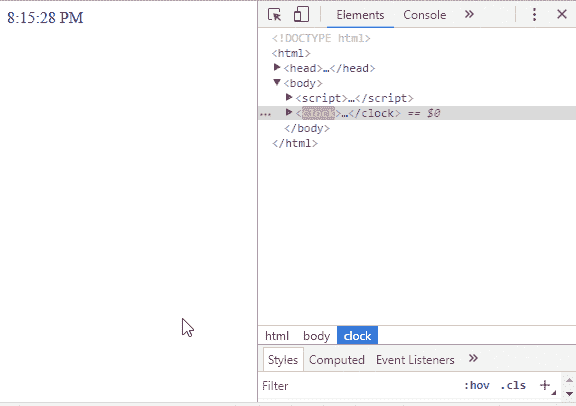 8:15:28 PM
Elements Console »
<!DOCTYPE html>
<html>
▶<head>…</head>
▼<body>
▶<script>…</script>
… ▶<clock>…</clock> == $0
</body>
</html>
html body clock
Styles Computed Event Listeners »
Filter :hov .cls +